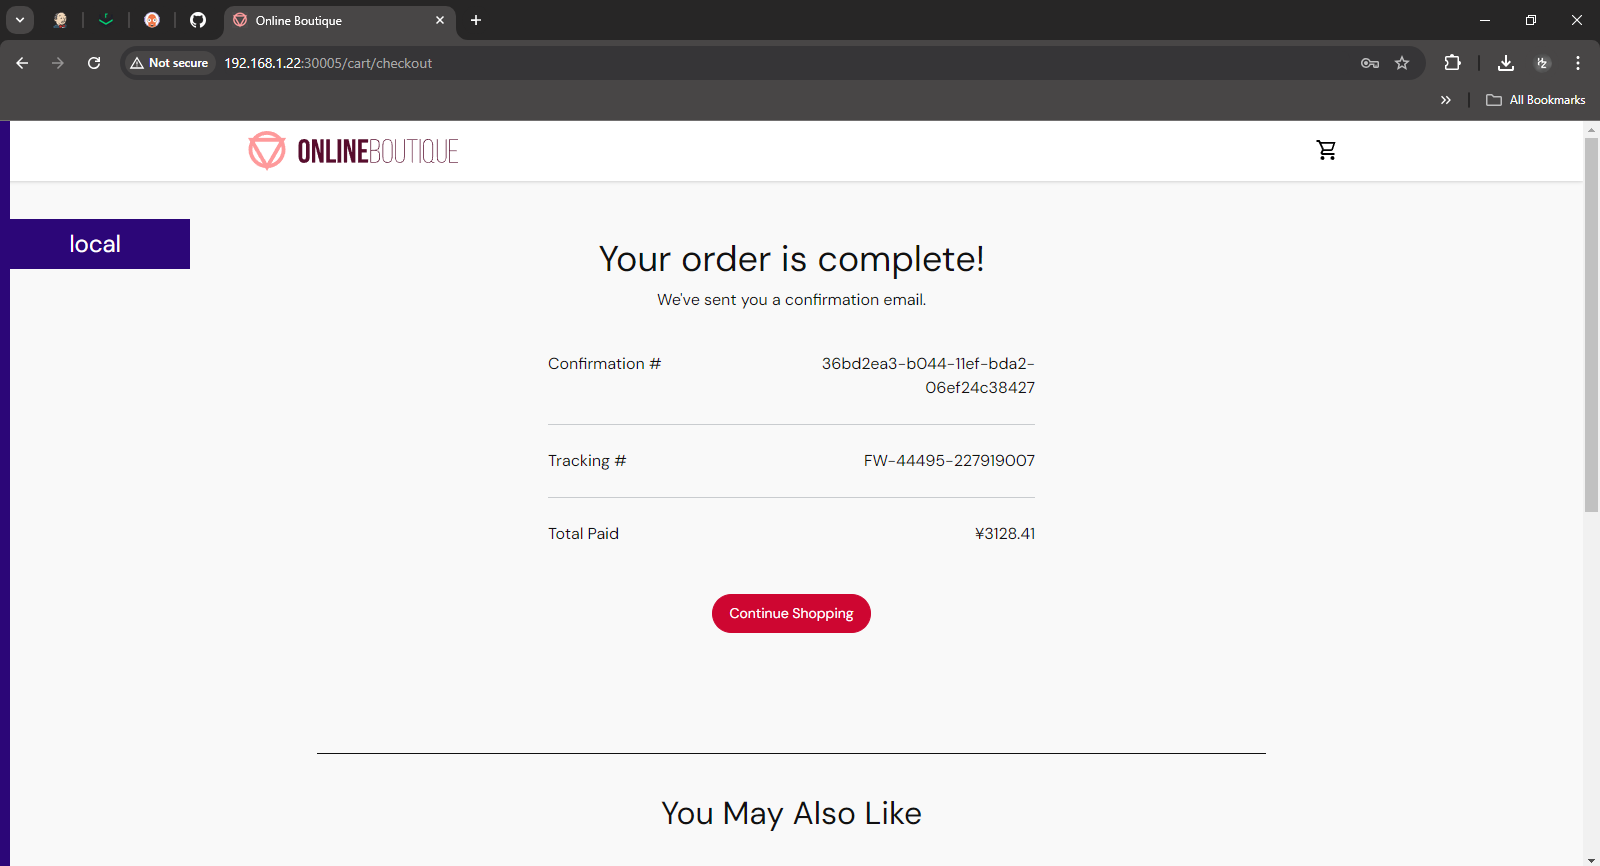 Online Boutique
Not secure
192.168.1.22:30005/cart/checkout
All Bookmarks
ONLINEBOUTIQUE
local
Your order is complete!
We've sent you a confirmation email.
Confirmation #
36bd2ea3-b044-11ef-bda2-
06ef24c38427
Tracking #
FW-44495-227919007
Total Paid
¥3128.41
Continue Shopping
You May Also Like